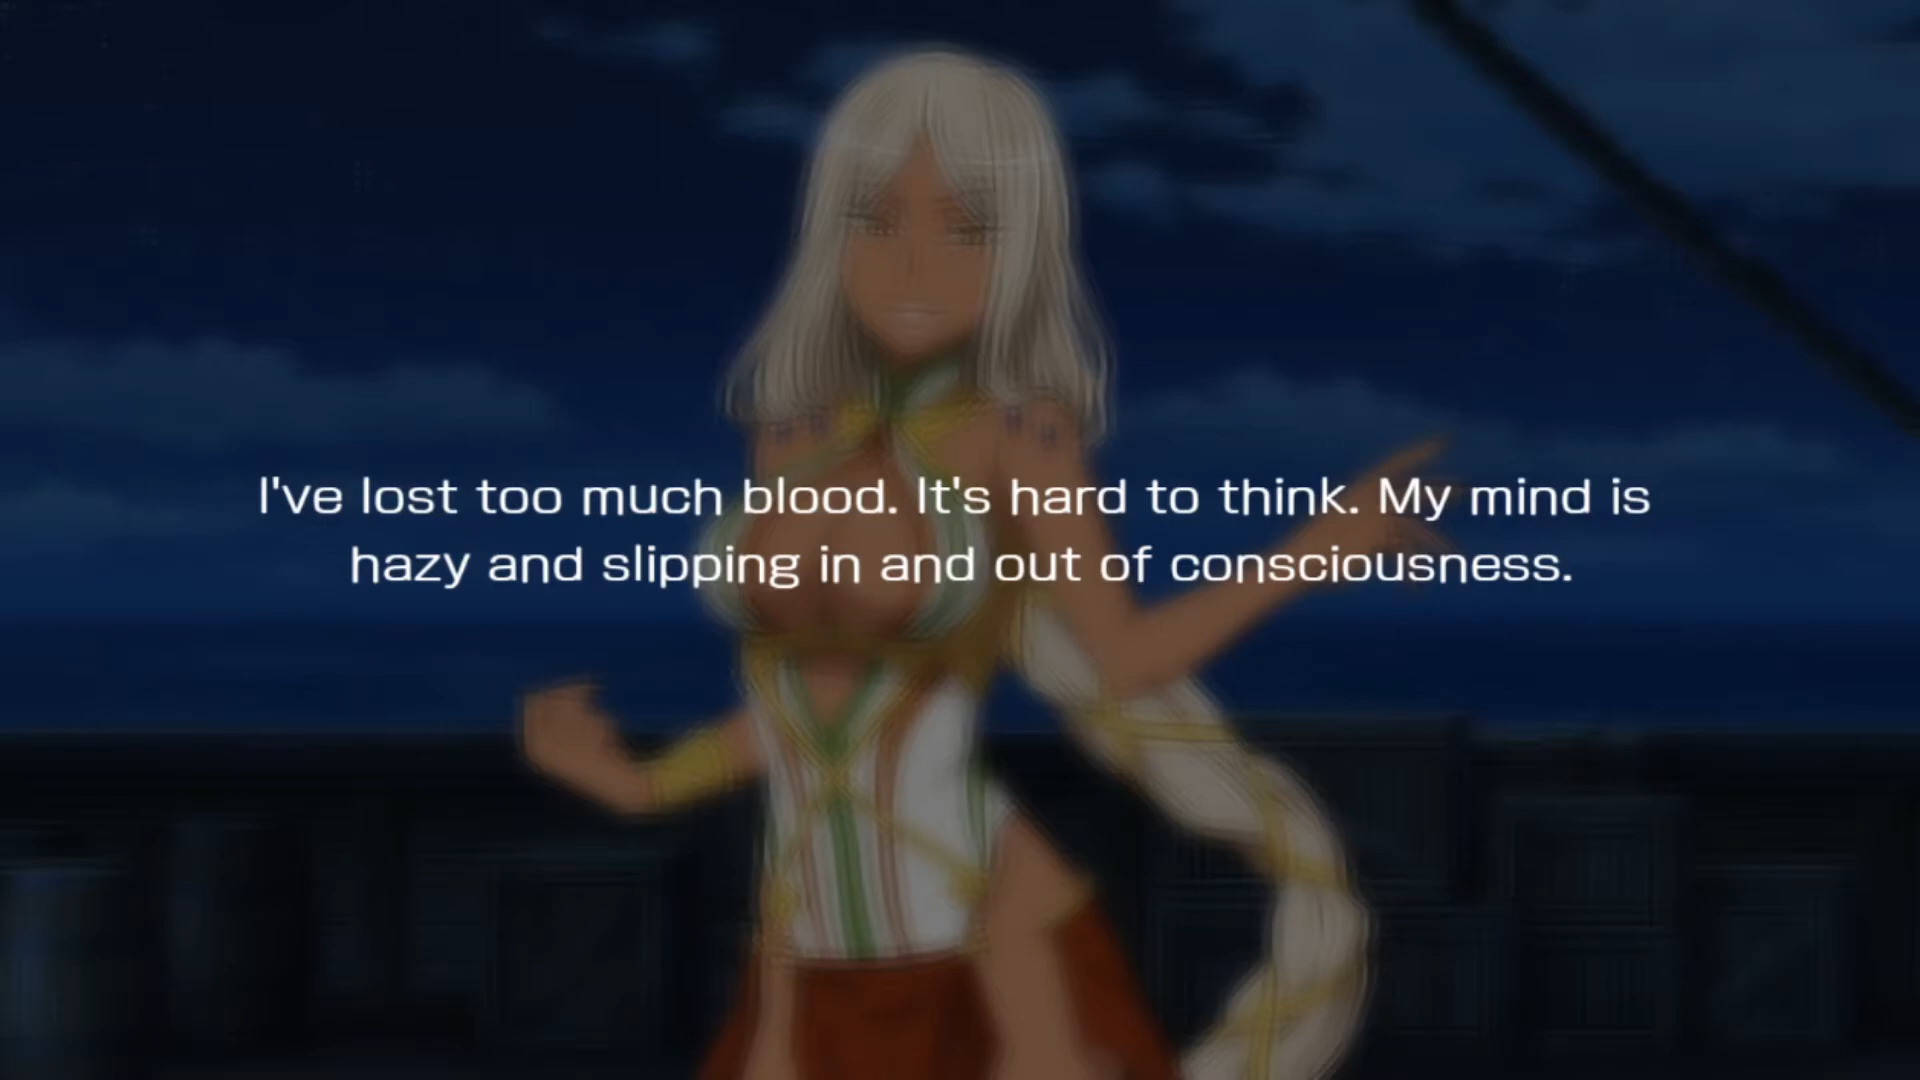 I've lost too much blood. It's hard to think. My mind is
hazy and slipping in and out of consciousness.